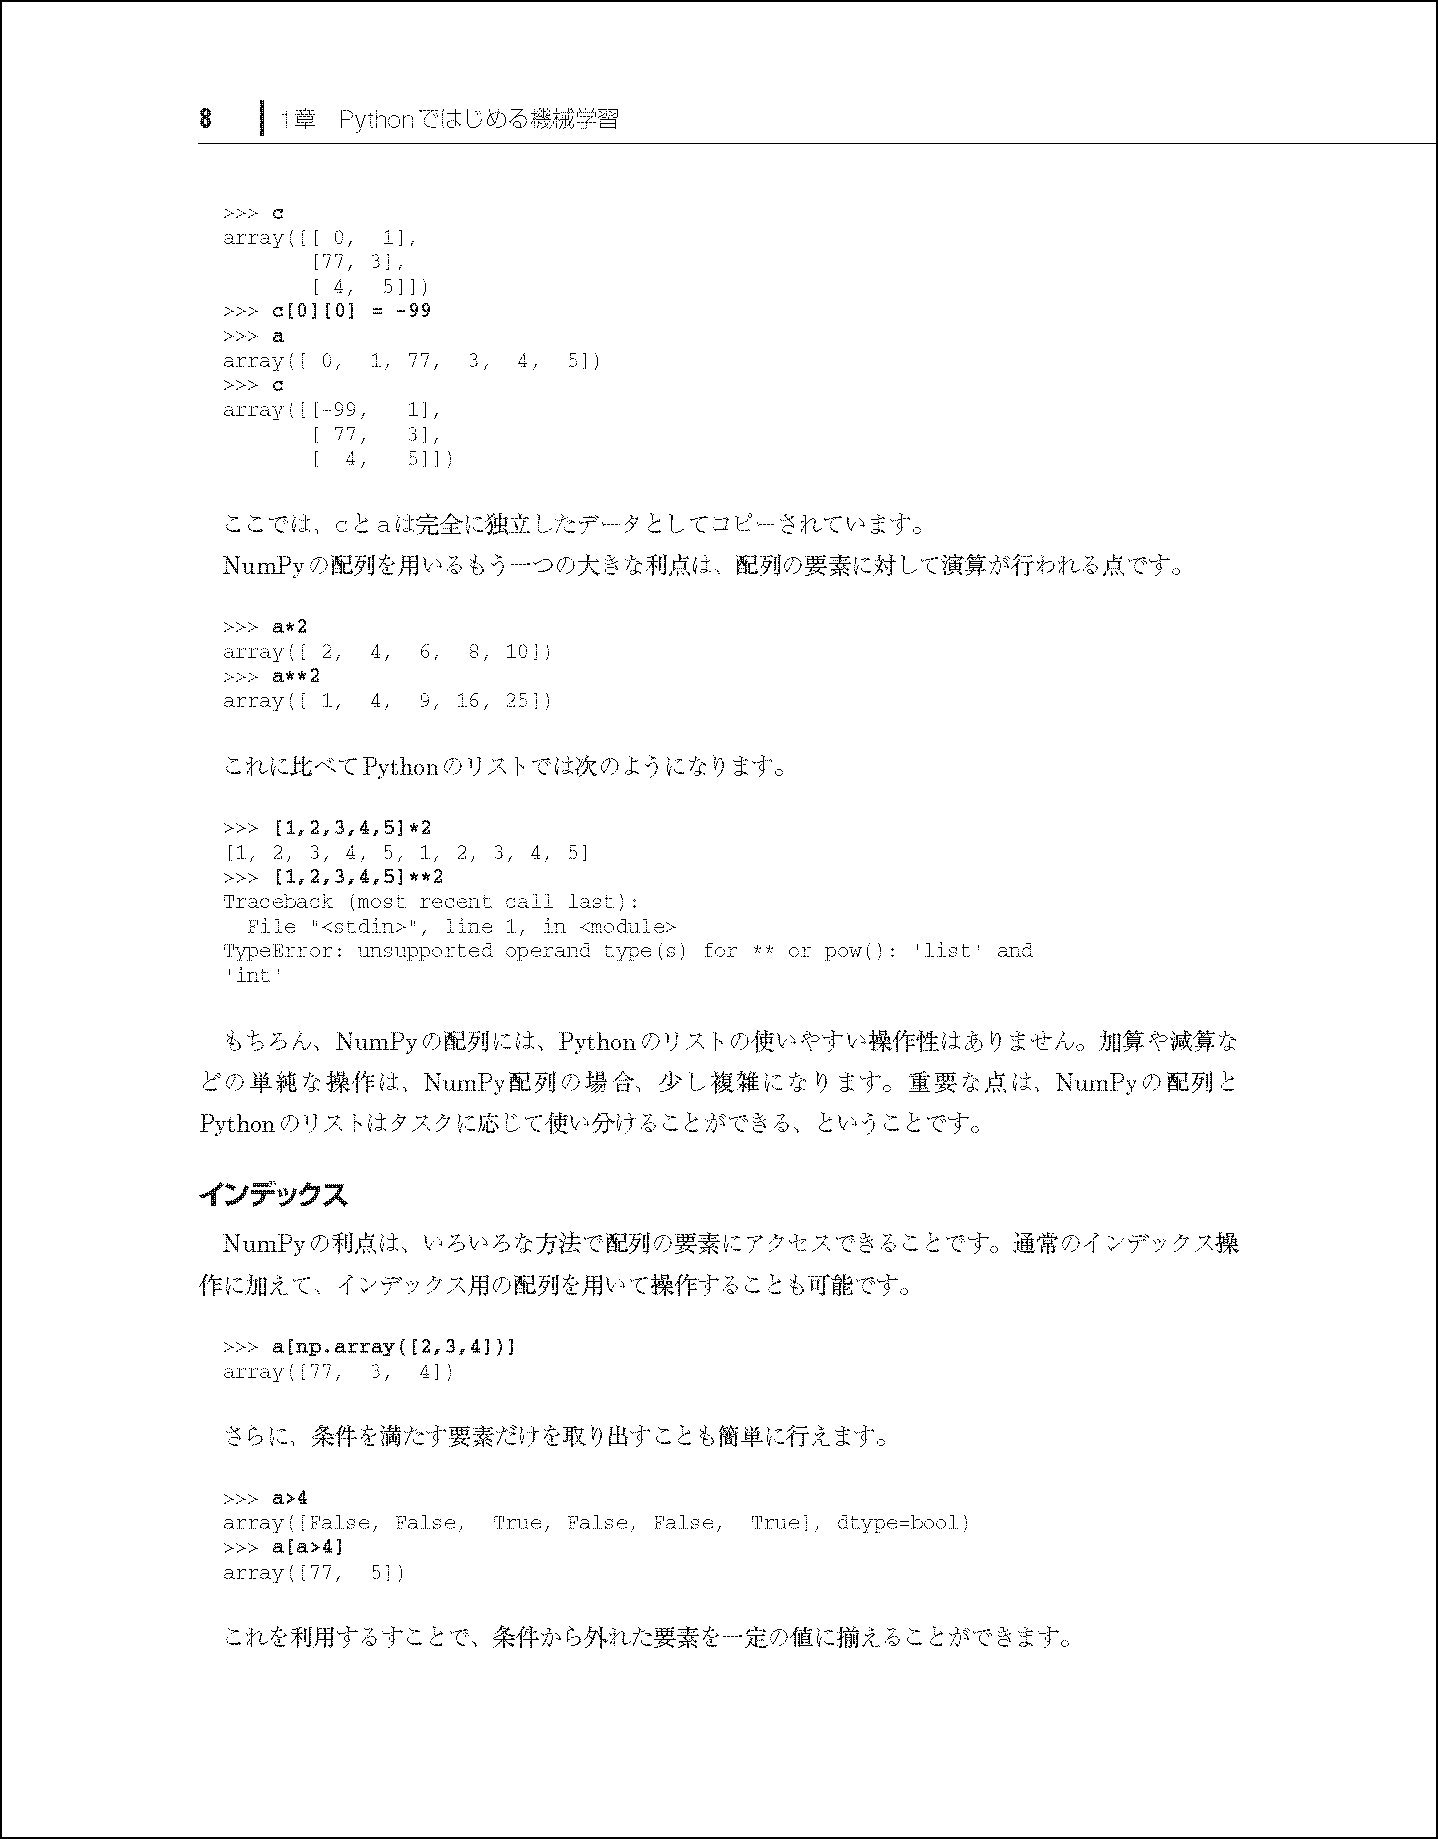 8 1章 Pythonではじめる機械学習
>>> c
array([[ 0,  1],
       [77, 3],
       [ 4,  5]])
>>> c[0][0] = -99
>>> a
array([ 0,  1, 77,  3,  4,  5])
>>> c
array([[-99,   1],
       [ 77,   3],
       [  4,   5]])
ここでは、cとaは完全に独立したデータとしてコピーされています。
NumPyの配列を用いるもう一つの大きな利点は、配列の要素に対して演算が行われる点です。
>>> a*2
array([ 2,  4,  6,  8, 10])
>>> a**2
array([ 1,  4,  9, 16, 25])
これに比べてPythonのリストでは次のようになります。
>>> [1,2,3,4,5]*2
[1, 2, 3, 4, 5, 1, 2, 3, 4, 5]
>>> [1,2,3,4,5]**2
Traceback (most recent call last):
  File "<stdin>", line 1, in <module>
TypeError: unsupported operand type(s) for ** or pow(): 'list' and
'int'
もちろん、NumPyの配列には、Pythonのリストの使いやすい操作性はありません。加算や減算な
どの単純な操作は、NumPy配列の場合、少し複雑になります。重要な点は、NumPyの配列と
Pythonのリストはタスクに応じて使い分けることができる、ということです。
インデックス
NumPyの利点は、いろいろな方法で配列の要素にアクセスできることです。通常のインデックス操
作に加えて、インデックス用の配列を用いて操作することも可能です。
>>> a[np.array([2,3,4])]
array([77,  3,  4])
さらに、条件を満たす要素だけを取り出すことも簡単に行えます。
>>> a>4
array([False, False,  True, False, False,  True], dtype=bool)
>>> a[a>4]
array([77,  5])
これを利用するすことで、条件から外れた要素を一定の値に揃えることができます。